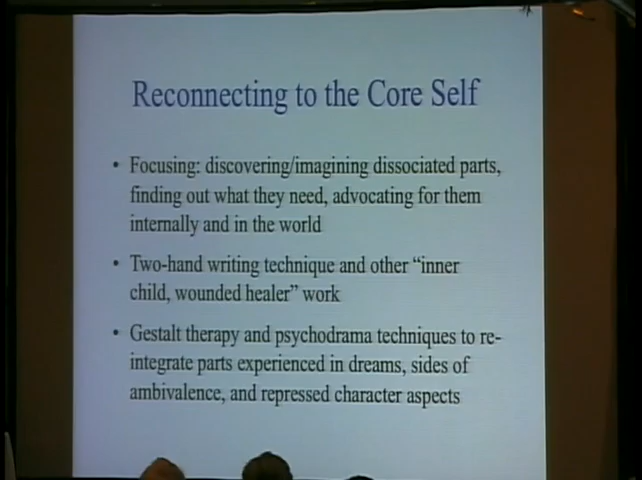 Reconnecting to the Core Self
• Focusing: discovering/imagining dissociated parts,
finding out what they need, advocating for them
internally and in the world
• Two-hand writing technique and other “inner
child, wounded healer” work
• Gestalt therapy and psychodrama techniques to re-
integrate parts experienced in dreams, sides of
ambivalence, and repressed character aspects